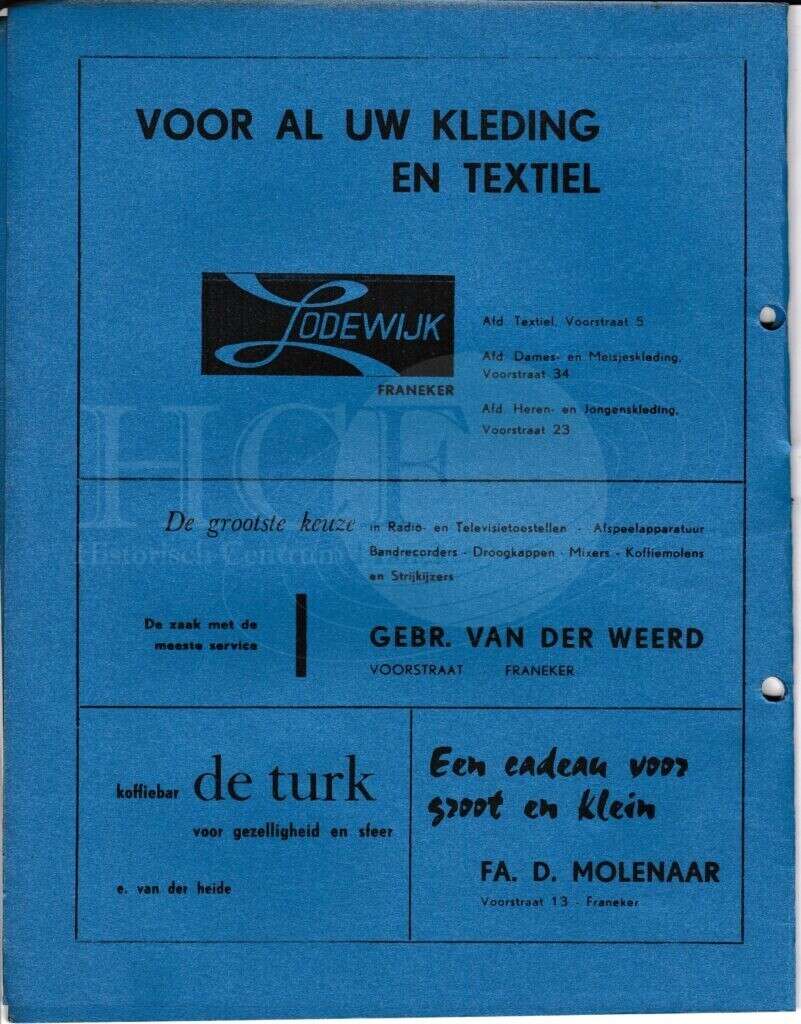 VOOR AL UW KLEDING
EN TEXTIEL
LODEWIJK
FRANEKER
Afd. Textiel, Voorstraat 5
Afd. Dames- en Meisjeskleding,
Voorstraat 34
Afd. Heren- en Jongenskleding,
Voorstraat 23
HCF
Historisch Centrum
De grootste keuze in Radio- en Televisietoestellen - Afspeelapparatuur
Bandrecorders - Droogkappen - Mixers - Koffiemolens
en Strijkijzers
De zaak met de
meeste service
GEBR. VAN DER WEERD
VOORSTRAAT FRANEKER
koffiebar de turk
voor gezelligheid en sfeer
e. van der heide
Een cadeau voor
groot en klein
FA. D. MOLENAAR
Voorstraat 13 - Franeker